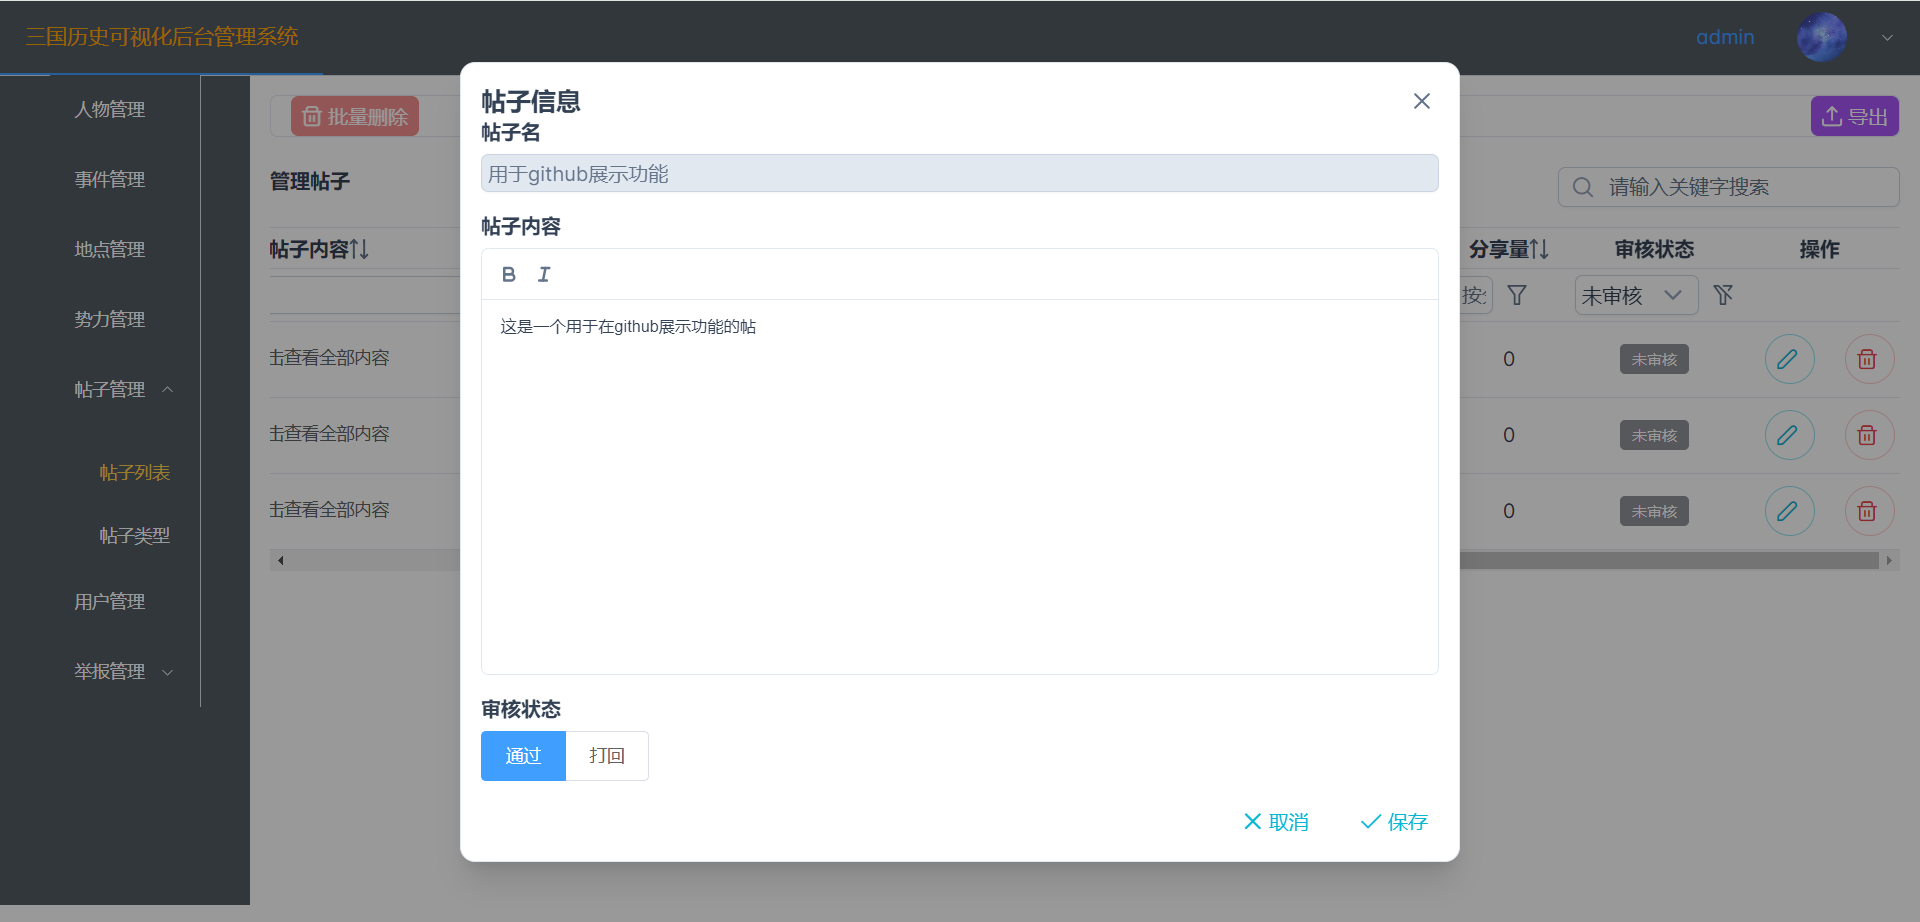 三国历史可视化后台管理系统
admin
人物管理
事件管理
地点管理
势力管理
帖子管理
帖子列表
帖子类型
用户管理
举报管理
批量删除
导出
管理帖子
请输入关键字搜索
帖子内容
分享量
审核状态
操作
按
未审核
击查看全部内容
0
未审核
击查看全部内容
0
未审核
击查看全部内容
0
未审核
帖子信息
帖子名
用于github展示功能
帖子内容
B I
这是一个用于在github展示功能的帖
审核状态
通过 打回
取消 保存